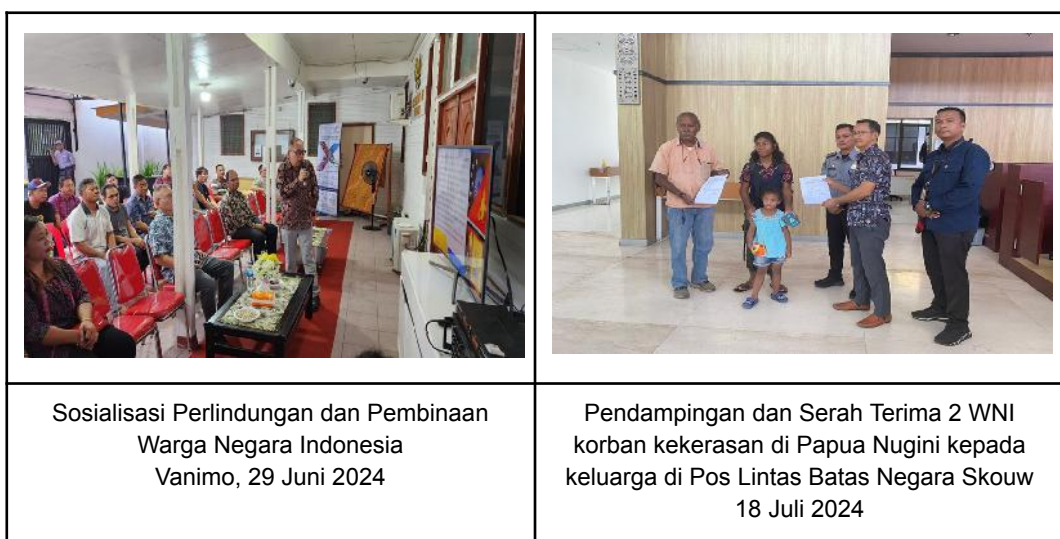 Sosialisasi Perlindungan dan Pembinaan
Warga Negara Indonesia
Vanimo, 29 Juni 2024
Pendampingan dan Serah Terima 2 WNI
korban kekerasan di Papua Nugini kepada
keluarga di Pos Lintas Batas Negara Skouw
18 Juli 2024